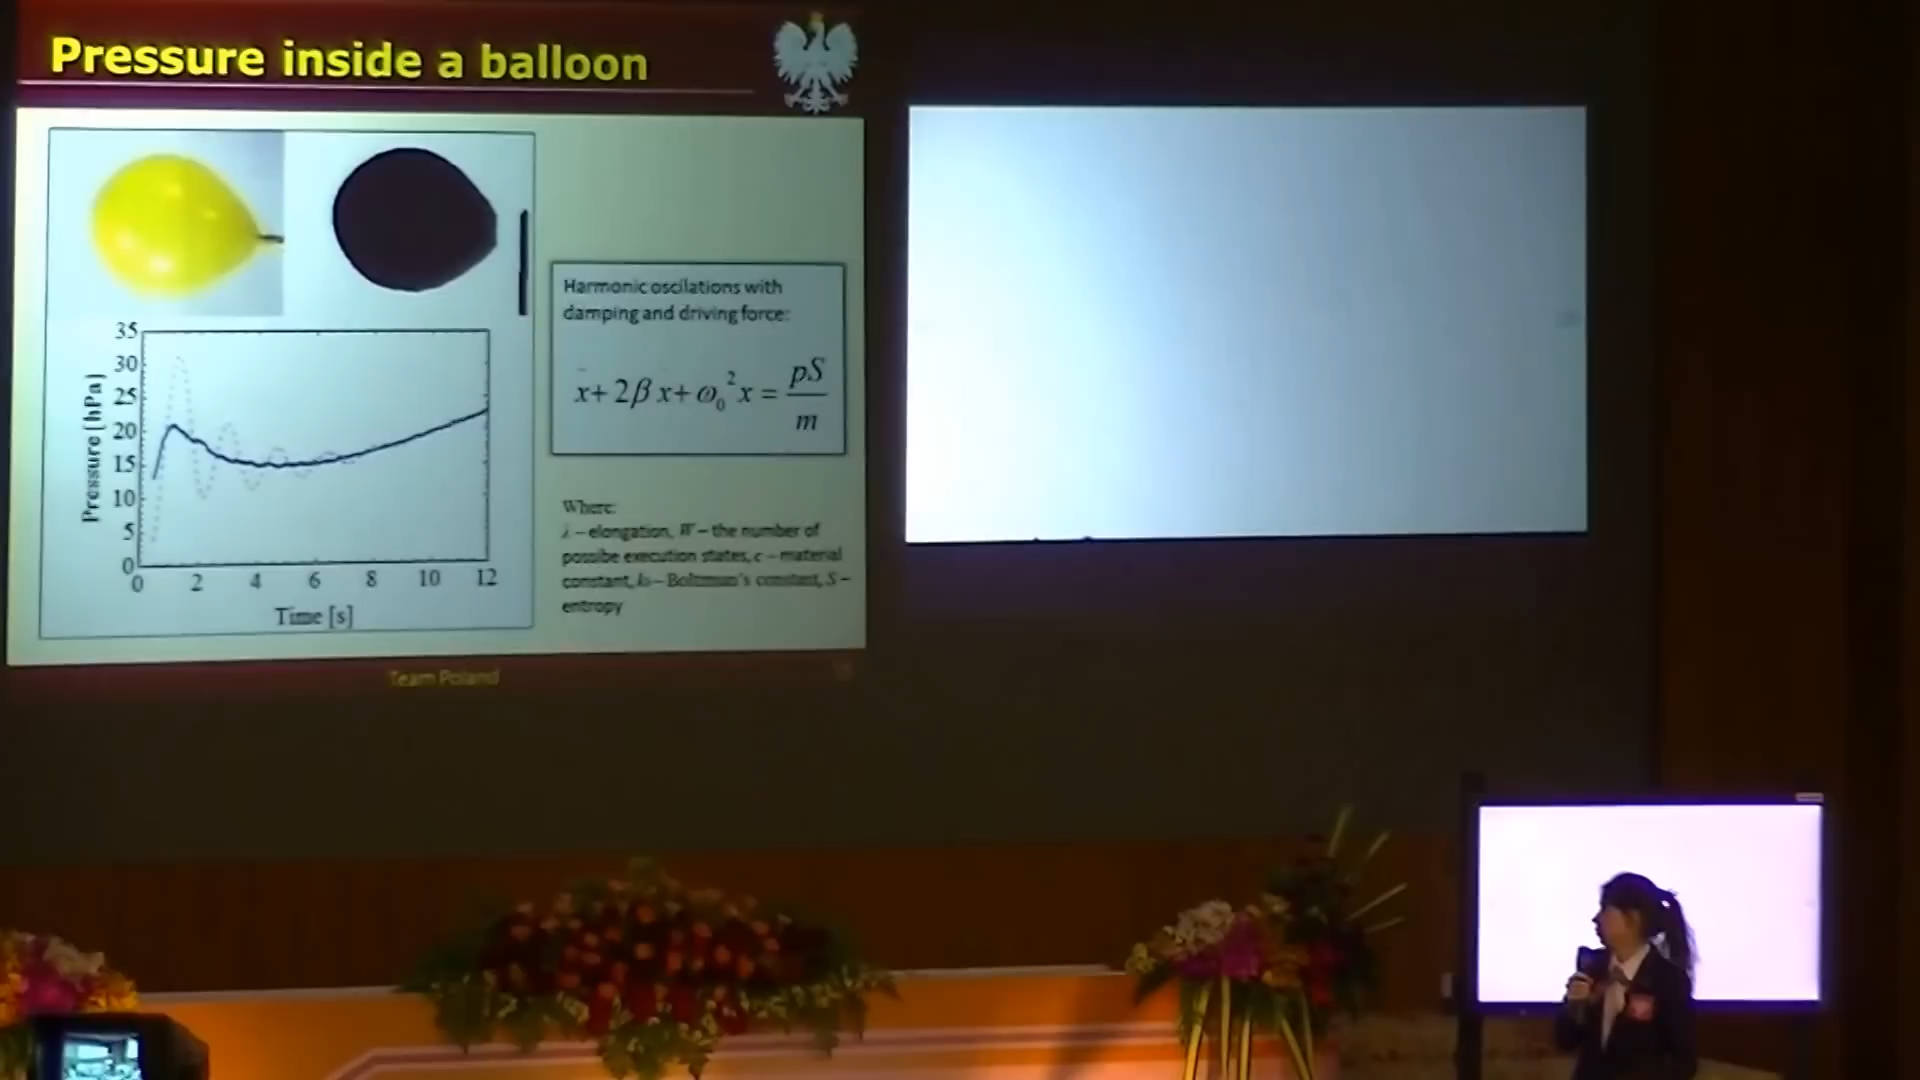 Pressure inside a balloon
35
30
25
20
15
10
5
0
Pressure [hPa]
0 2 4 6 8 10 12
Time [s]
Harmonic oscilations with
damping and driving force:
x + 2β x + ω₀² x = pS/m
Where:
λ – elongation, W – the number of
possibe execution states, c – material
constant, k₀ – Boltzman's constant, S –
entropy
Team Poland